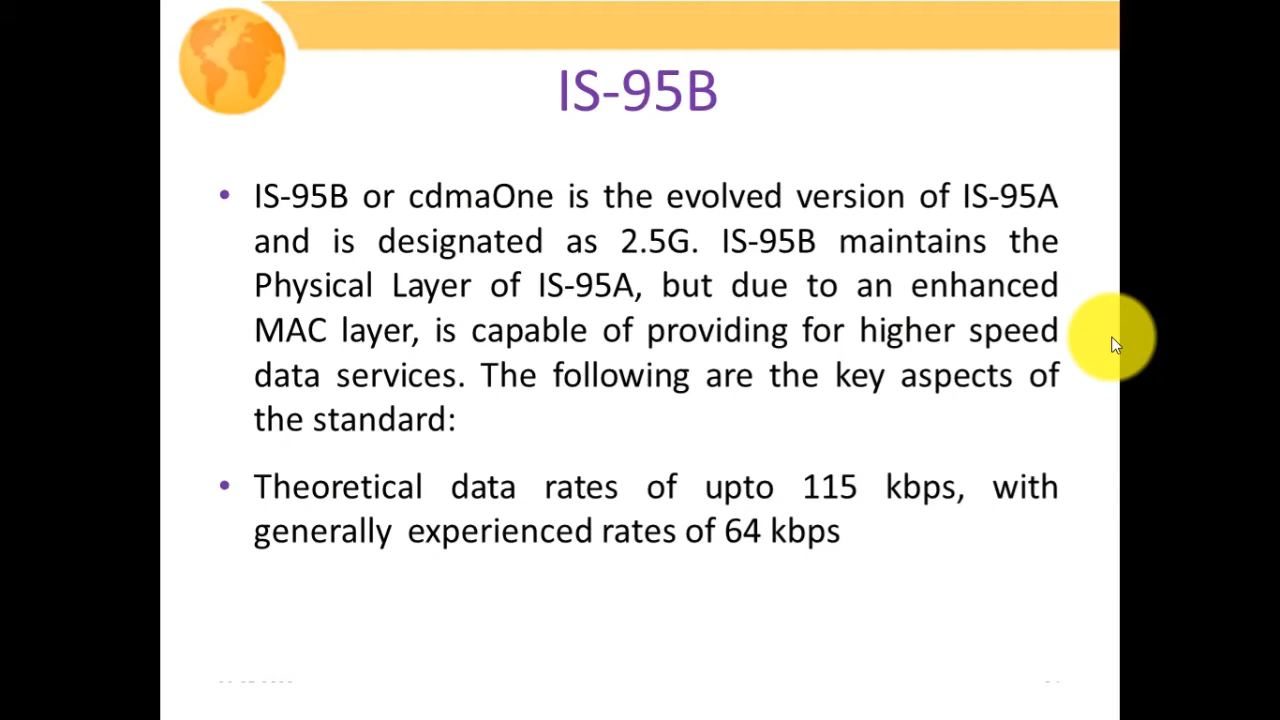 IS-95B
• IS-95B or cdmaOne is the evolved version of IS-95A
and is designated as 2.5G. IS-95B maintains the
Physical Layer of IS-95A, but due to an enhanced
MAC layer, is capable of providing for higher speed
data services. The following are the key aspects of
the standard:
• Theoretical data rates of upto 115 kbps, with
generally experienced rates of 64 kbps